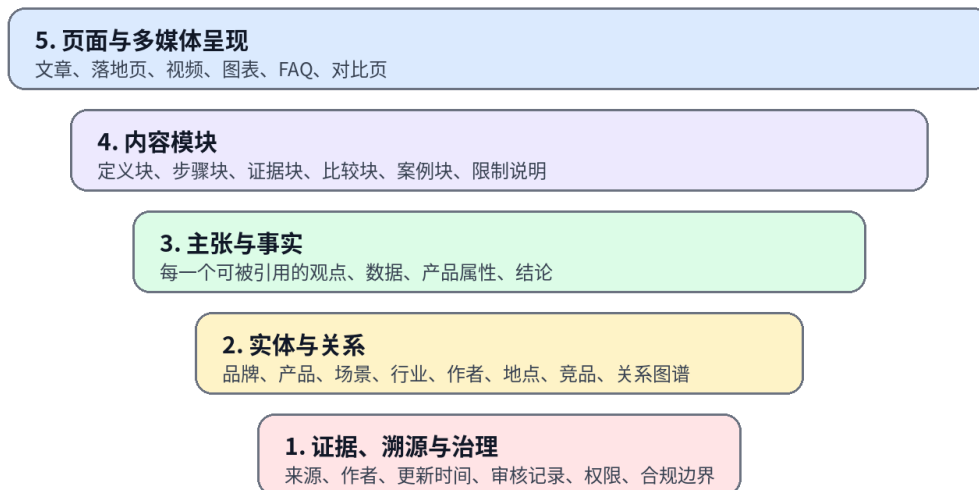 5. 页面与多媒体呈现
文章、落地页、视频、图表、FAQ、对比页
4. 内容模块
定义块、步骤块、证据块、比较块、案例块、限制说明
3. 主张与事实
每一个可被引用的观点、数据、产品属性、结论
2. 实体与关系
品牌、产品、场景、行业、作者、地点、竞品、关系图谱
1. 证据、溯源与治理
来源、作者、更新时间、审核记录、权限、合规边界